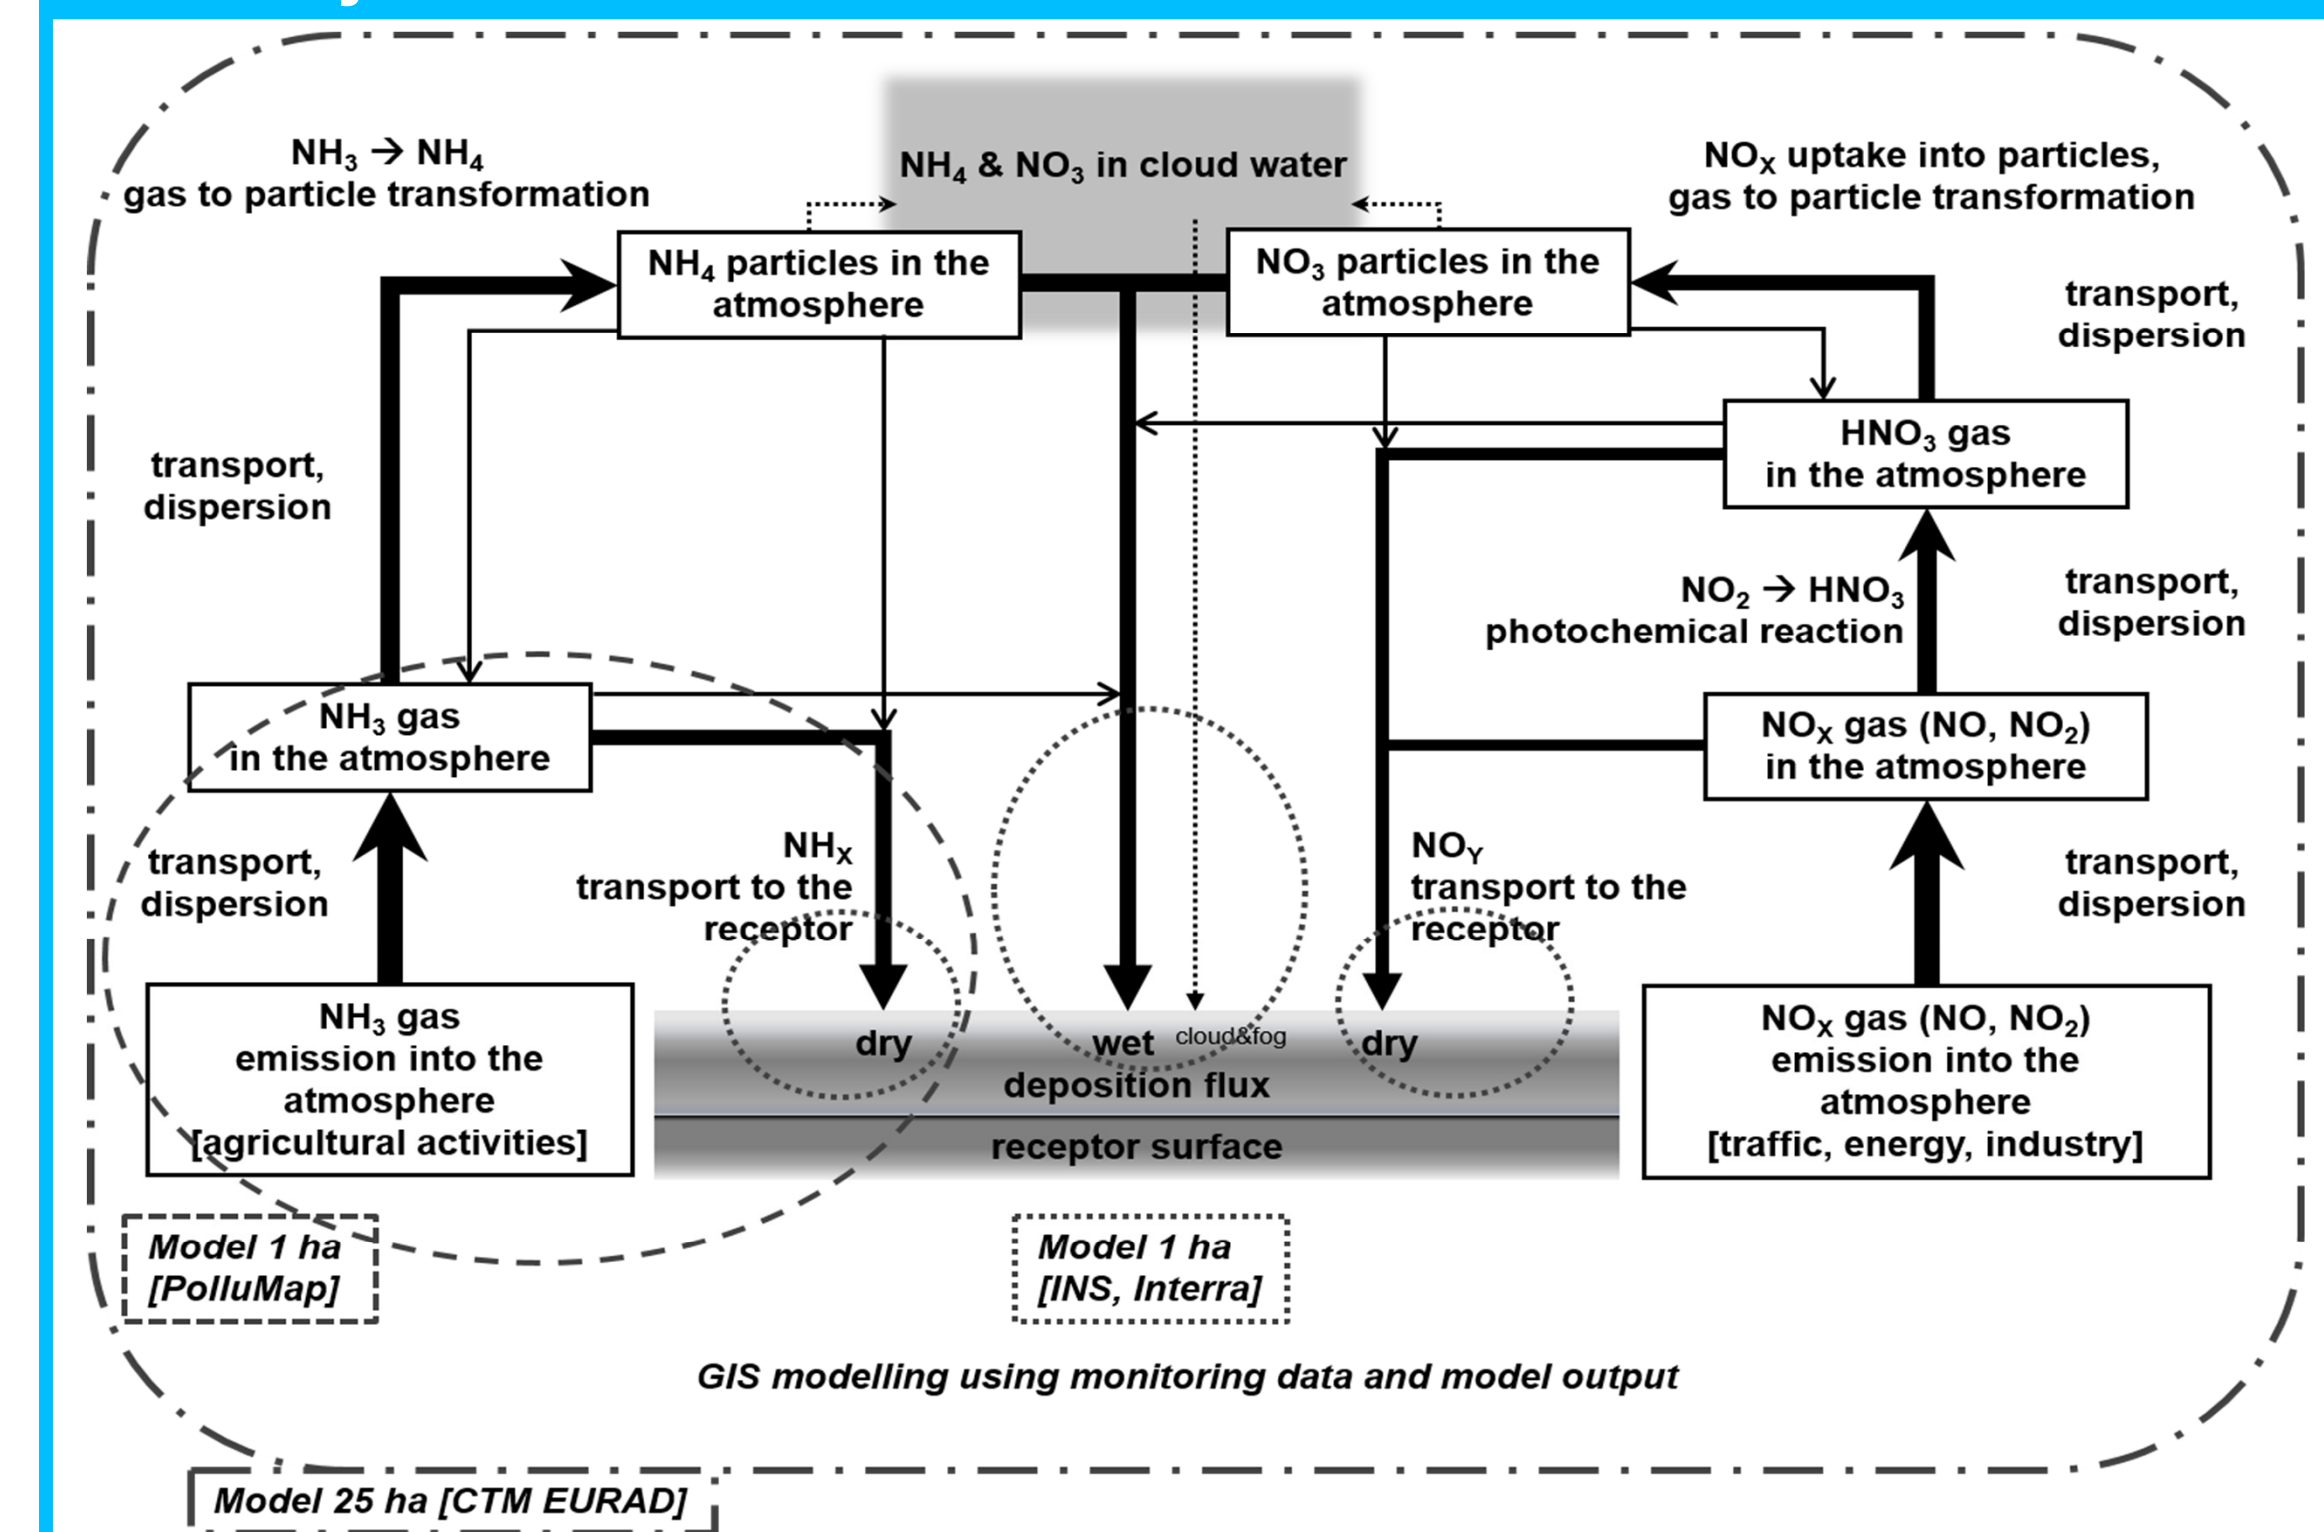 NH₃ → NH₄
gas to particle transformation
NH₄ & NO₃ in cloud water
NOₓ uptake into particles,
gas to particle transformation
NH₄ particles in the
atmosphere
NO₃ particles in the
atmosphere
transport,
dispersion
HNO₃ gas
in the atmosphere
transport,
dispersion
NO₂ → HNO₃
photochemical reaction
transport,
dispersion
NH₃ gas
in the atmosphere
NOₓ gas (NO, NO₂)
in the atmosphere
transport,
dispersion
NHₓ
transport to the
receptor
NOY
transport to the
receptor
transport,
dispersion
NH₃ gas
emission into the
atmosphere
[agricultural activities]
dry
wet
cloud&fog
dry
deposition flux
receptor surface
NOₓ gas (NO, NO₂)
emission into the
atmosphere
[traffic, energy, industry]
Model 1 ha
[PolluMap]
Model 1 ha
[INS, Interra]
GIS modelling using monitoring data and model output
Model 25 ha [CTM EURAD]